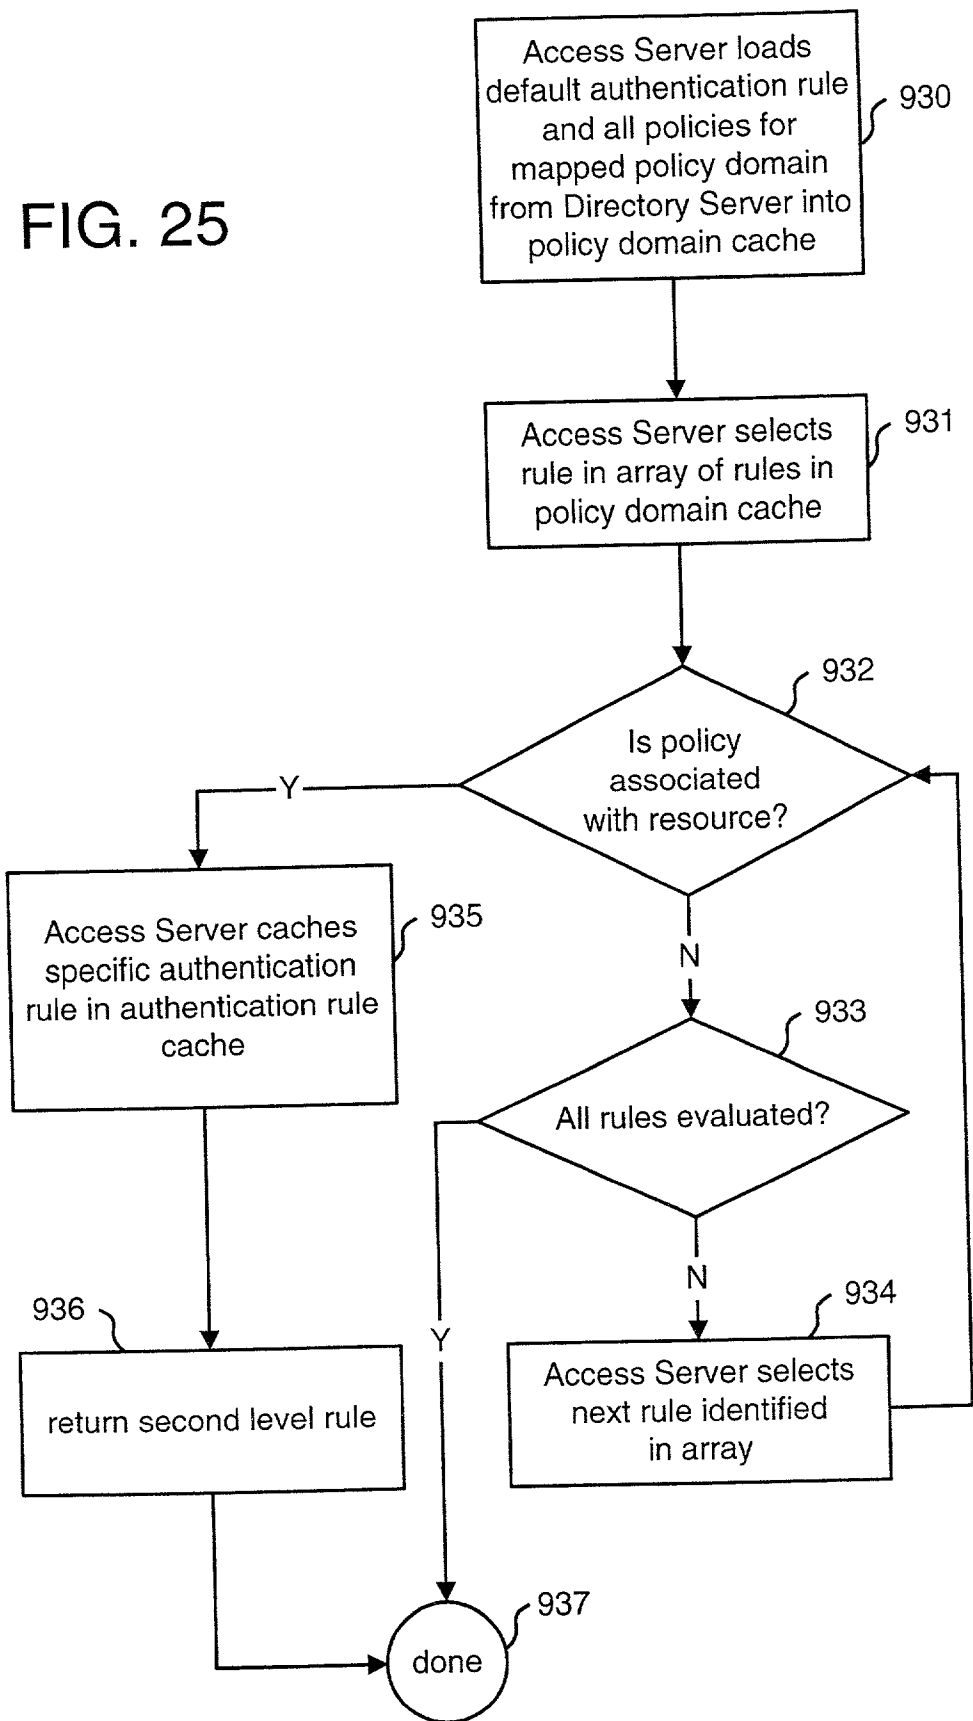 Access Server loads
default authentication rule
and all policies for
mapped policy domain
from Directory Server into
policy domain cache
930
FIG. 25
Access Server selects
rule in array of rules in
policy domain cache
931
932
Is policy
associated
with resource?
Y
N
Access Server caches
specific authentication
rule in authentication rule
cache
935
933
All rules evaluated?
Y
N
936
return second level rule
934
Access Server selects
next rule identified
in array
937
done